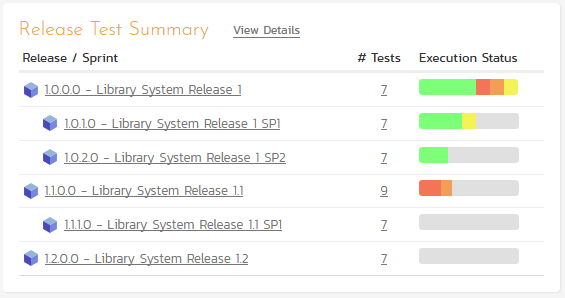 Release Test Summary View Details
Release / Sprint # Tests Execution Status
1.0.0.0 - Library System Release 1 7
1.0.1.0 - Library System Release 1 SP1 7
1.0.2.0 - Library System Release 1 SP2 7
1.1.0.0 - Library System Release 1.1 9
1.1.1.0 - Library System Release 1.1 SP1 7
1.2.0.0 - Library System Release 1.2 7